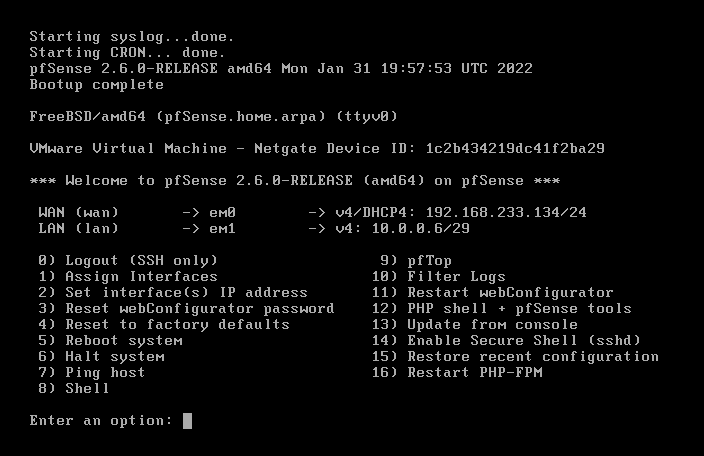 Starting syslog...done.
Starting CRON... done.
pfSense 2.6.0-RELEASE amd64 Mon Jan 31 19:57:53 UTC 2022
Bootup complete
FreeBSD/amd64 (pfSense.home.arpa) (ttyv0)
VMware Virtual Machine - Netgate Device ID: 1c2b434219dc41f2ba29
*** Welcome to pfSense 2.6.0-RELEASE (amd64) on pfSense ***
WAN (wan)       -> em0        -> v4/DHCP4: 192.168.233.134/24
LAN (lan)       -> em1        -> v4: 10.0.0.6/29
0) Logout (SSH only)                  9) pfTop
1) Assign Interfaces                 10) Filter Logs
2) Set interface(s) IP address       11) Restart webConfigurator
3) Reset webConfigurator password    12) PHP shell + pfSense tools
4) Reset to factory defaults         13) Update from console
5) Reboot system                     14) Enable Secure Shell (sshd)
6) Halt system                       15) Restore recent configuration
7) Ping host                         16) Restart PHP-FPM
8) Shell
Enter an option: